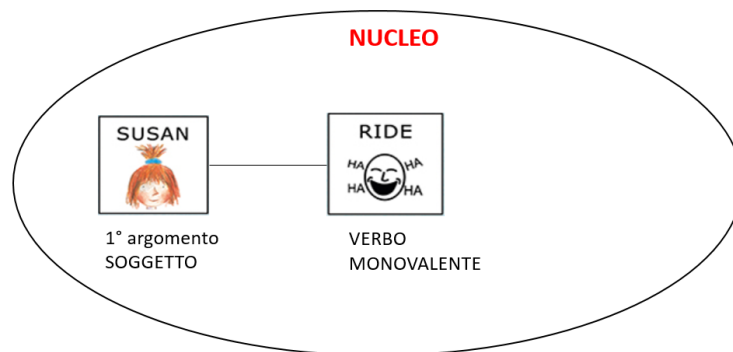 NUCLEO
SUSAN
RIDE
HA HA
HA HA
1° argomento
SOGGETTO
VERBO
MONOVALENTE